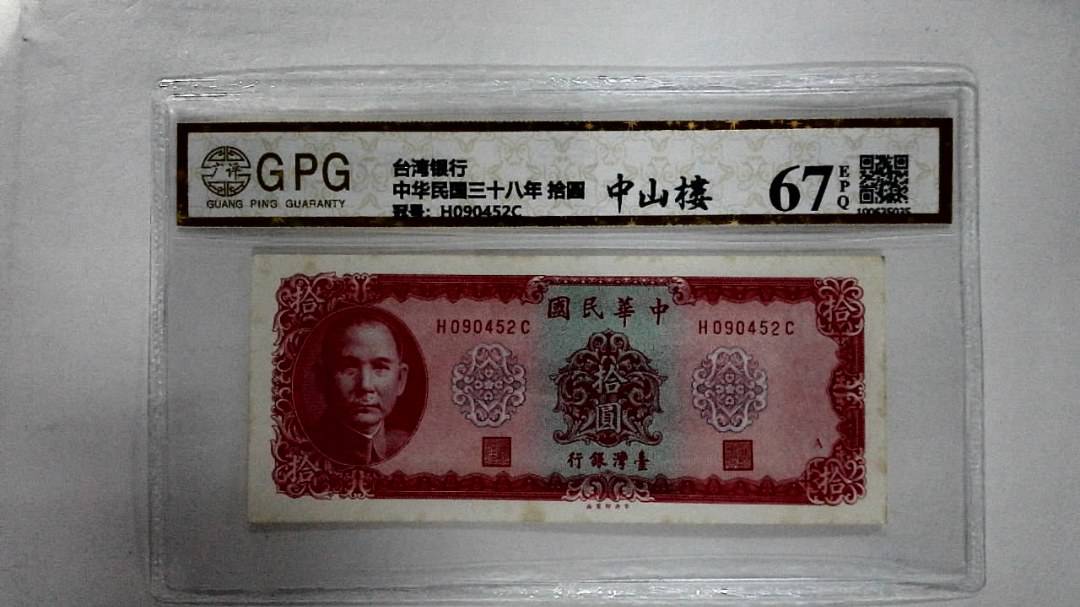 GPG
GUANG PING GUARANTY
台湾银行
中华民國三十八年 拾圓
冠号: H090452C
中山楼
67
EPQ
拾
拾
國民華中
H090452C
H090452C
拾圓
行銀灣臺
拾
拾
A